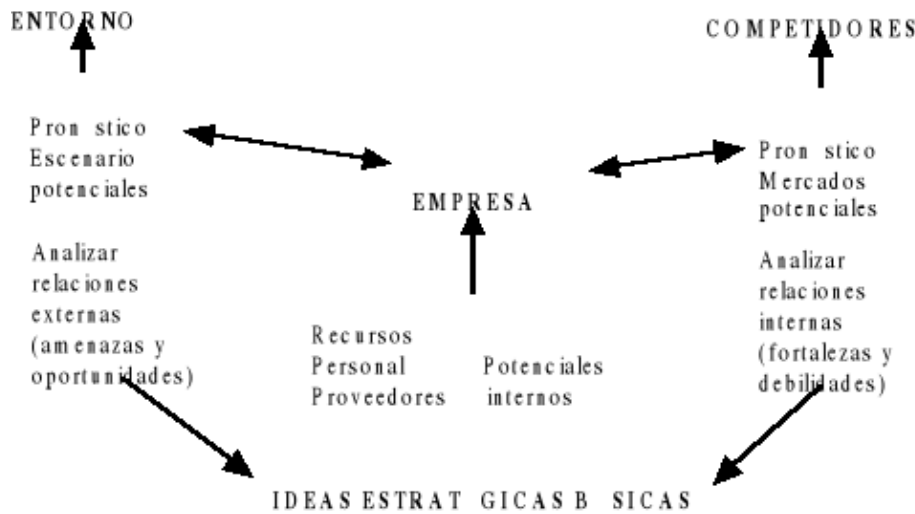 ENTORNO
COMPETIDORES
Pron stico
Escenario
potenciales
Pron stico
Mercados
potenciales
EMPRESA
Analizar
relaciones
externas
(amenazas y
oportunidades)
Analizar
relaciones
internas
(fortalezas y
debilidades)
Recursos
Personal Potenciales
Proveedores internos
IDEAS ESTRAT GICAS B SICAS